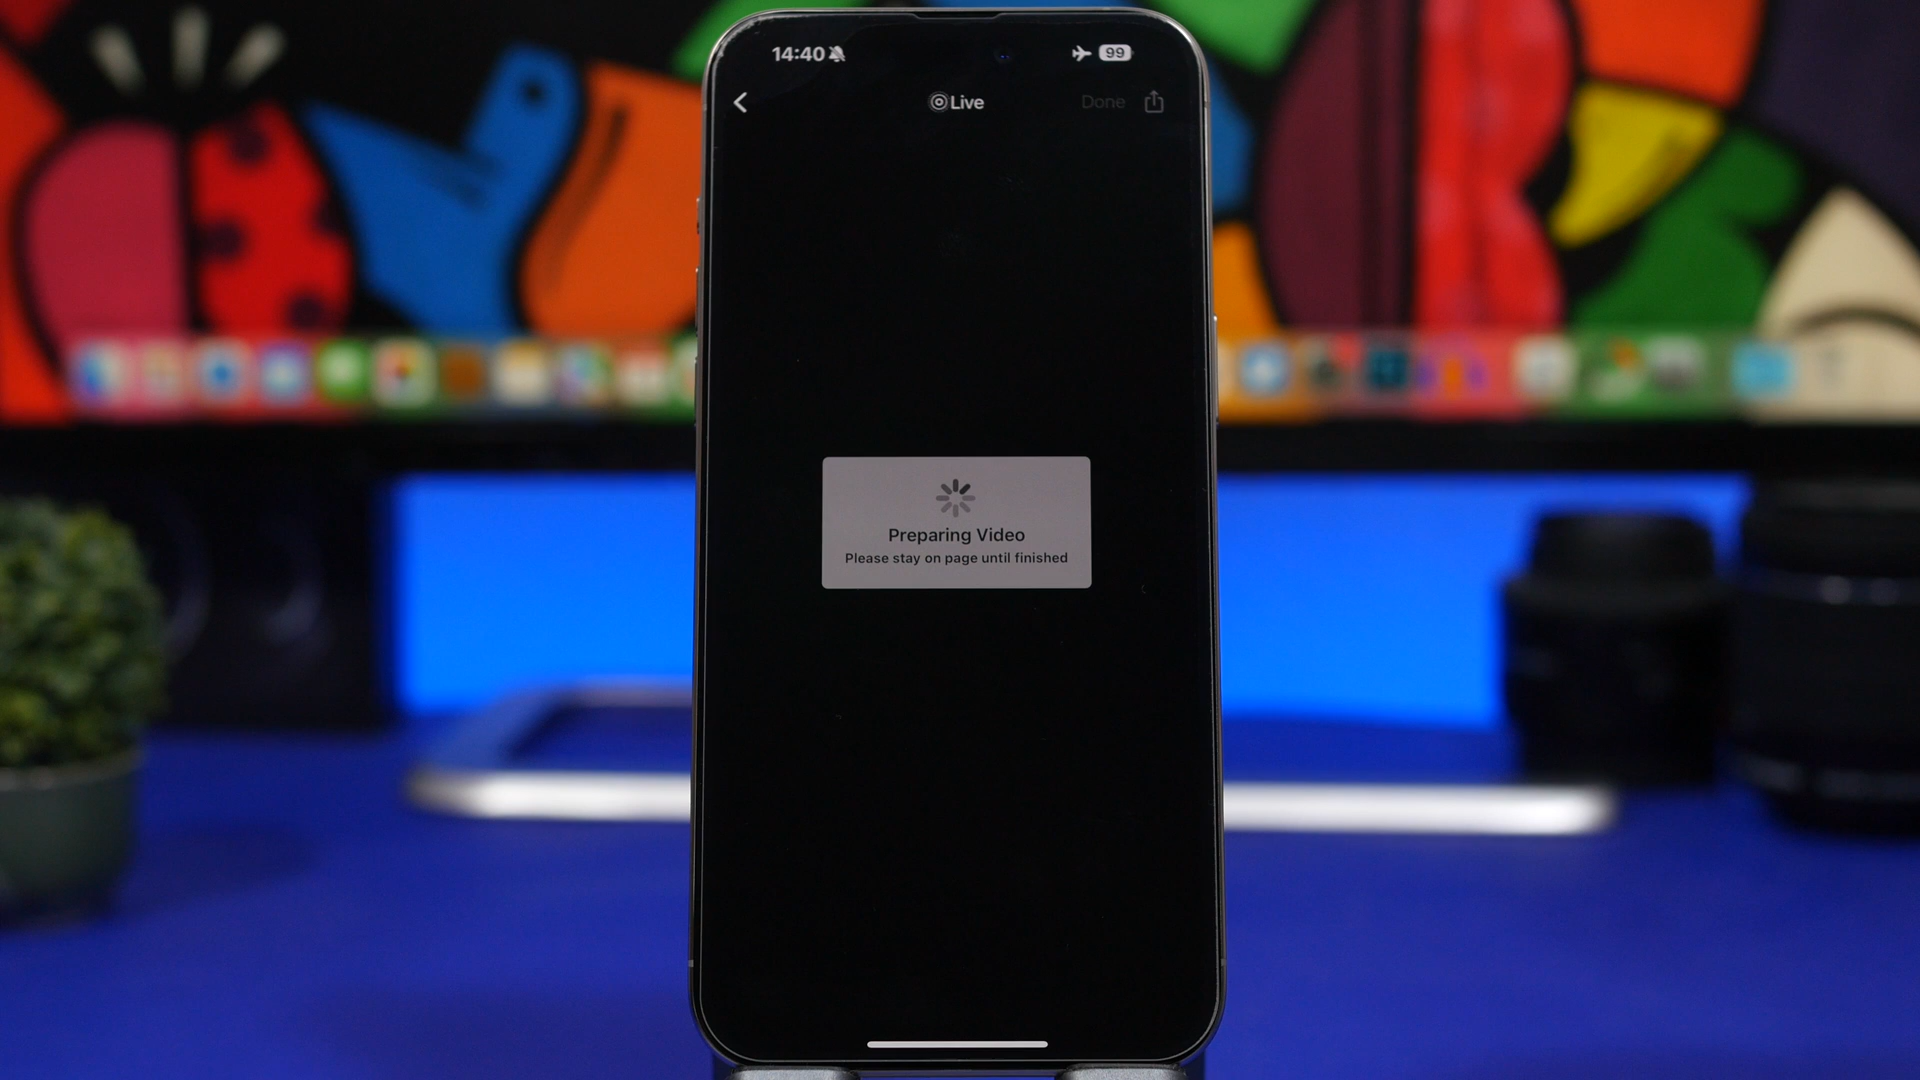 14:40
99
Live
Done
Preparing Video
Please stay on page until finished